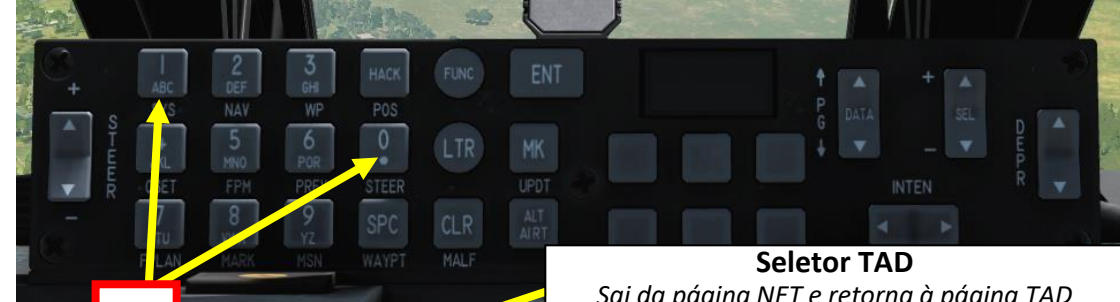 1 2 3 HACK FUNC ENT
ABC DEF GHI
NAV WP POS
+ STEER
5 6 0 LTR MK
MNO PQR
FPM STEER UPDT
8 9 SPC CLR ALT
YZ AIRT
-
MARK MSN WAYPT MALF
↑ PG ↓
DATA
+ SEL -
DEPR
INTEN
Seletor TAD
Sai da página NET e retorna à página TAD